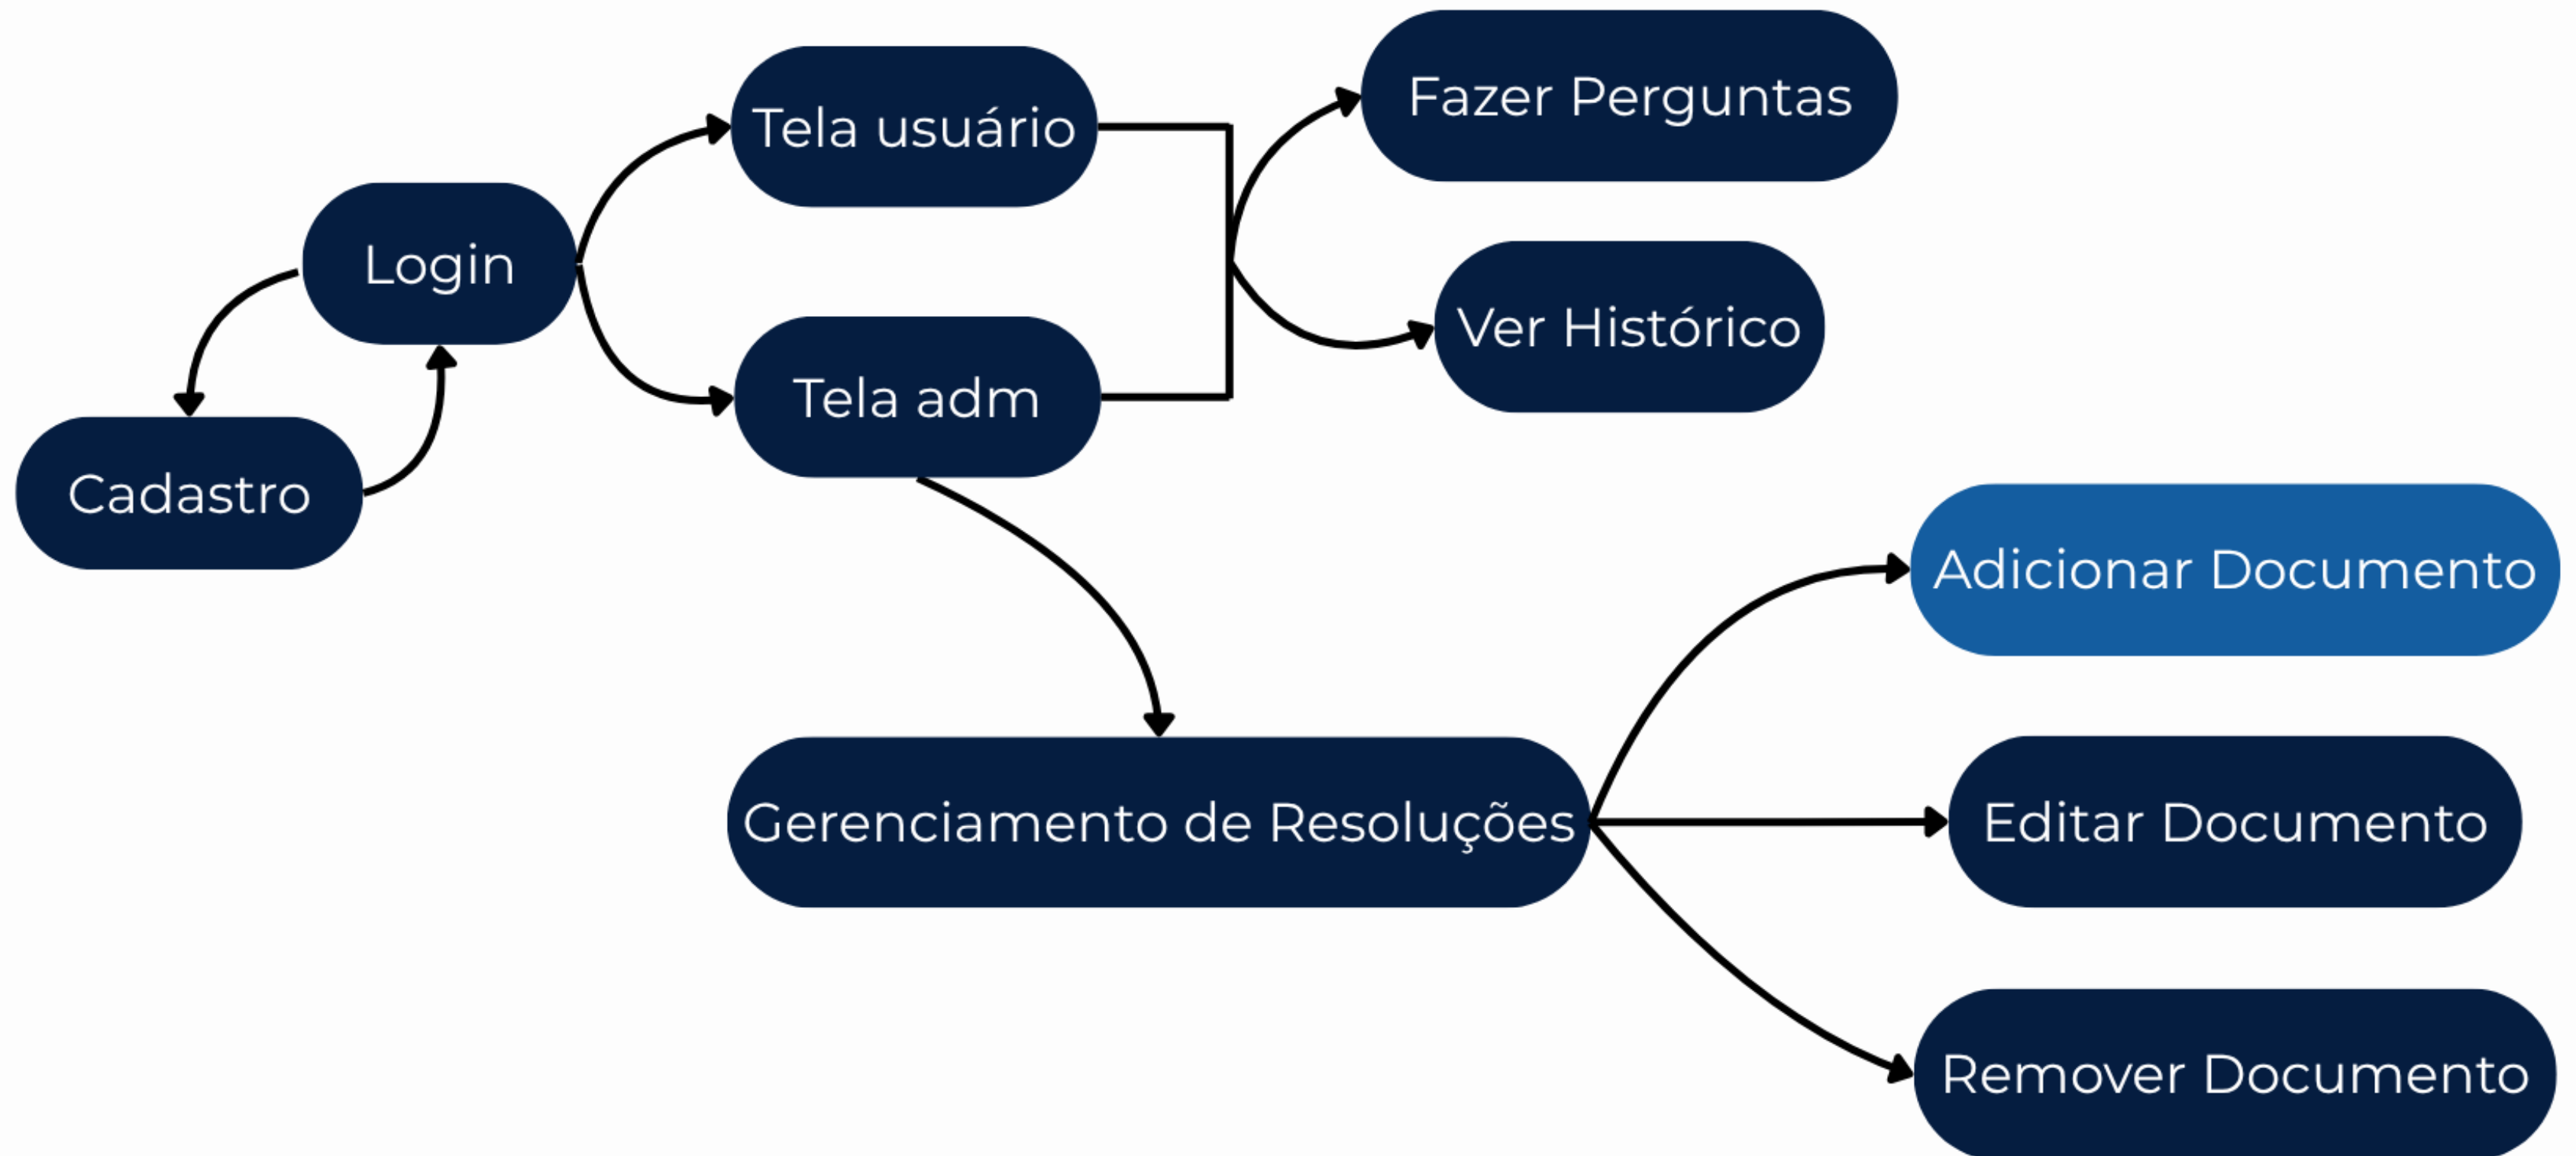 Fazer Perguntas
Tela usuário
Login
Ver Histórico
Tela adm
Cadastro
Adicionar Documento
Gerenciamento de Resoluções
Editar Documento
Remover Documento